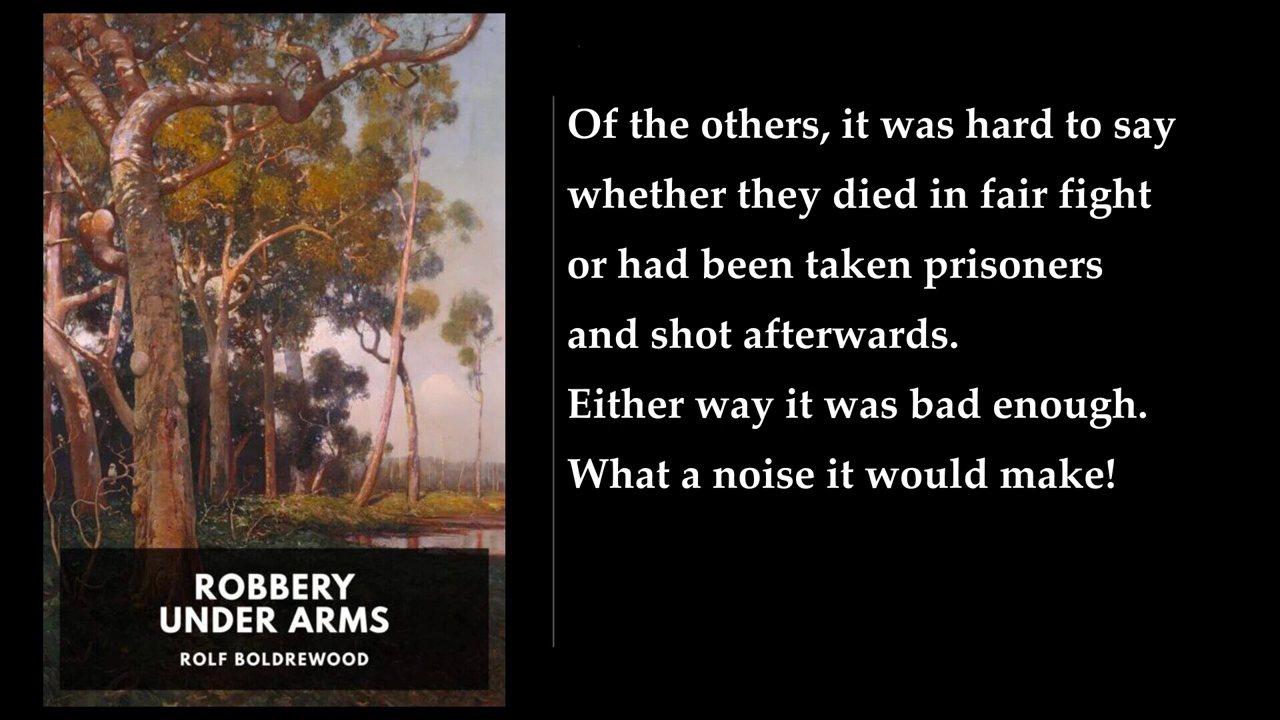 Of the others, it was hard to say
whether they died in fair fight
or had been taken prisoners
and shot afterwards.
Either way it was bad enough.
What a noise it would make!
ROBBERY
UNDER ARMS
ROLF BOLDREWOOD